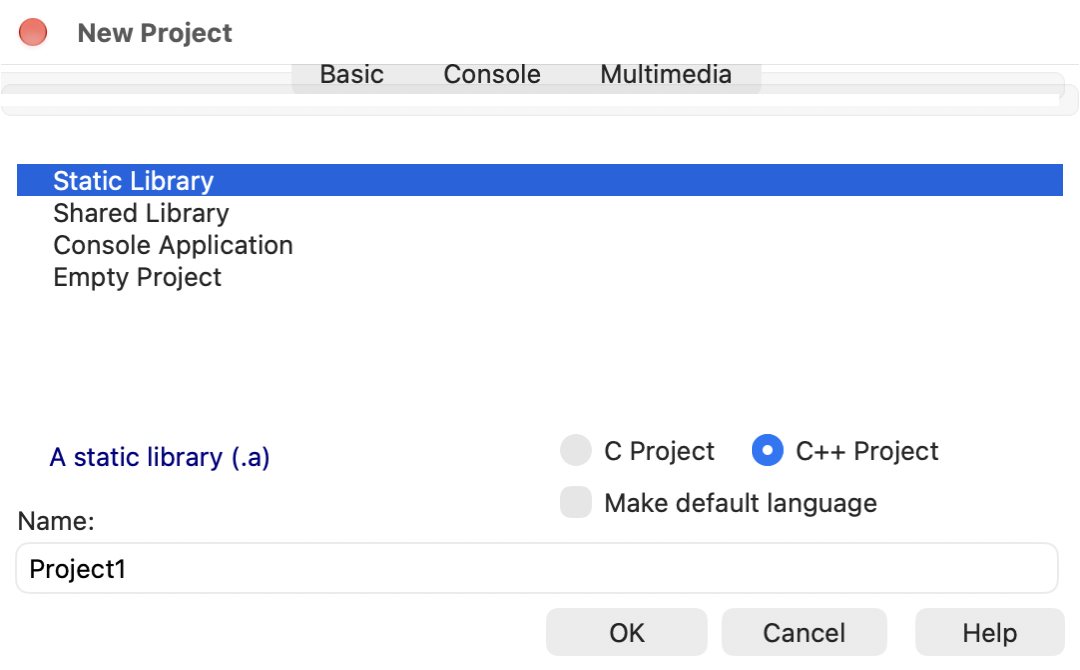 New Project
Basic Console Multimedia
Static Library
Shared Library
Console Application
Empty Project
A static library (.a)
C Project C++ Project
Make default language
Name:
Project1
OK Cancel Help